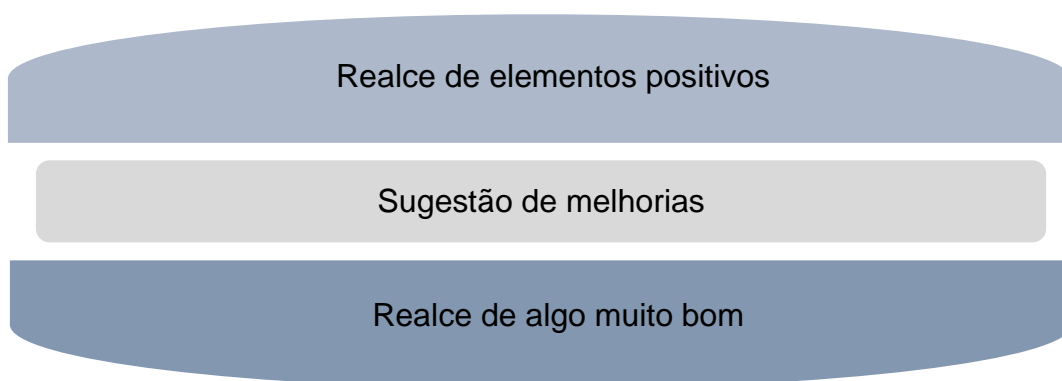 Realce de elementos positivos
Sugestão de melhorias
Realce de algo muito bom